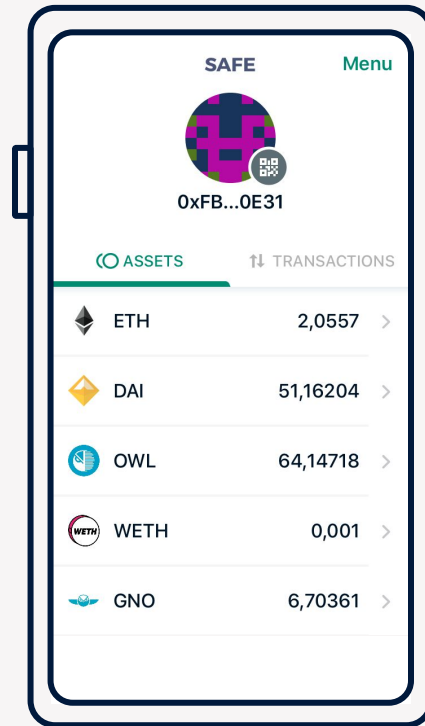 SAFE Menu
0xFB...0E31
ASSETS TRANSACTIONS
ETH 2,0557
DAI 51,16204
OWL 64,14718
WETH WETH 0,001
GNO 6,70361